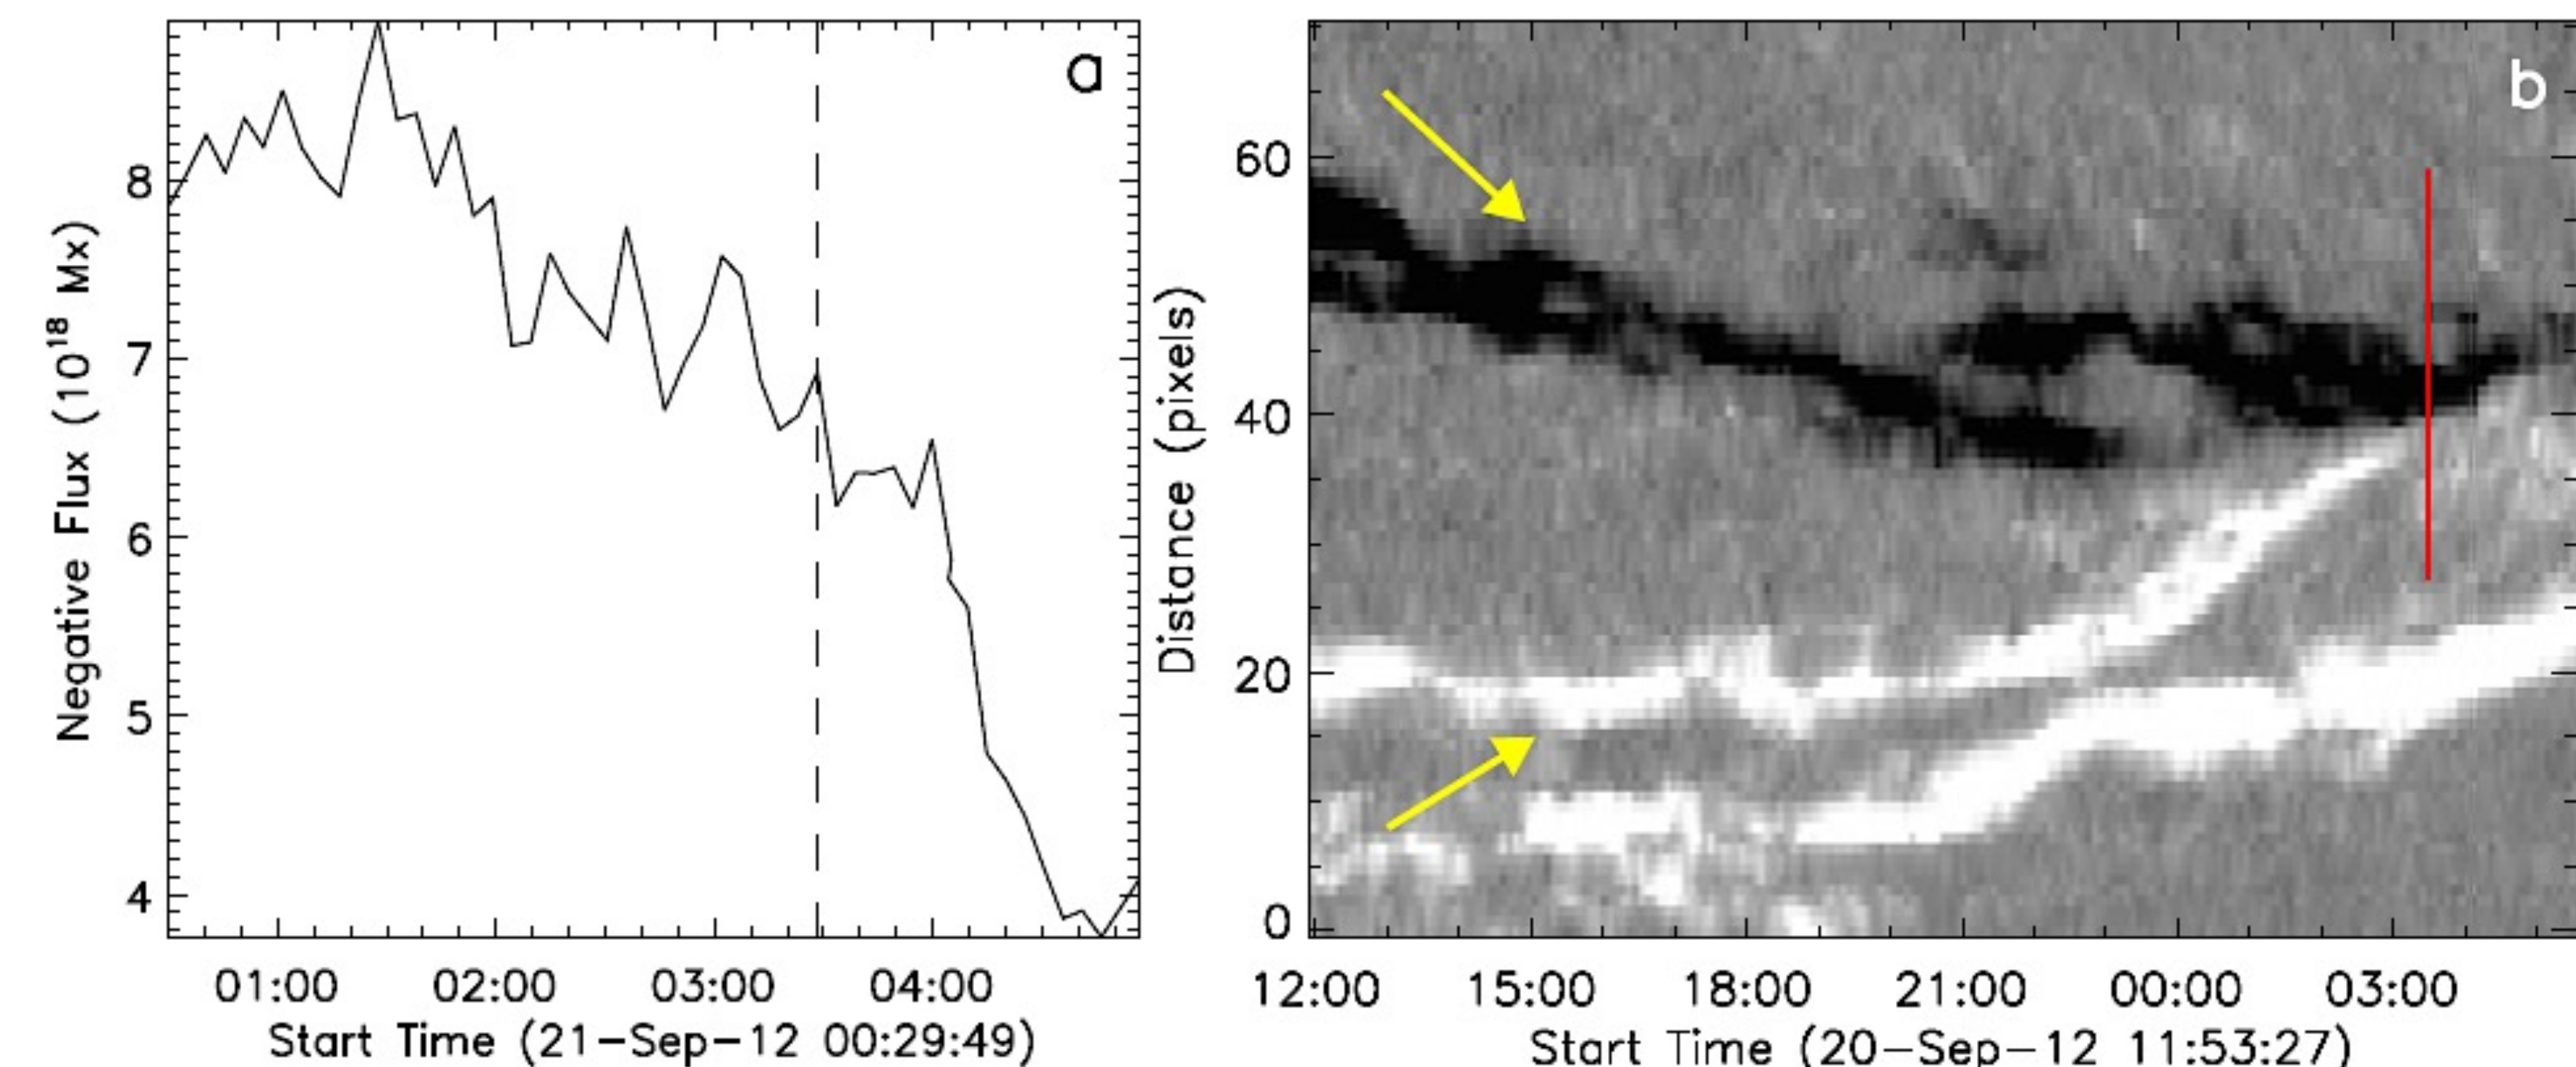 a
8
7
6
5
4
Negative Flux (10^18 Mx)
01:00 02:00 03:00 04:00
Start Time (21-Sep-12 00:29:49)
b
60
40
20
0
Distance (pixels)
12:00 15:00 18:00 21:00 00:00 03:00
Start Time (20-Sep-12 11:53:27)